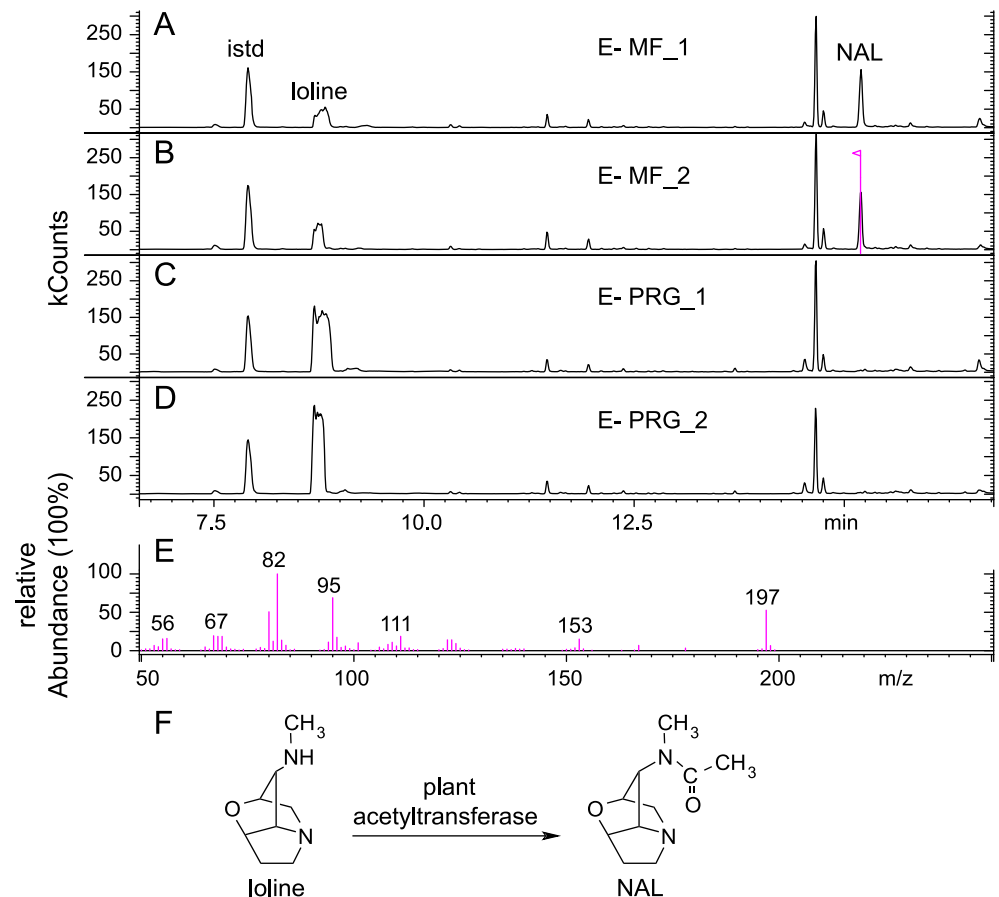 A
250
150
50
istd
loline
E- MF_1
NAL
B
250
150
50
E- MF_2
kCounts
C
250
150
50
E- PRG_1
D
250
150
50
E- PRG_2
7.5 10.0 12.5 min
relative
Abundance (100%)
E
100
50
0
56 67 82 95 111 153 197
50 100 150 200 m/z
F
CH3
NH
O
N
loline
plant
acetyltransferase
CH3
N
C
CH3
O
O
N
NAL